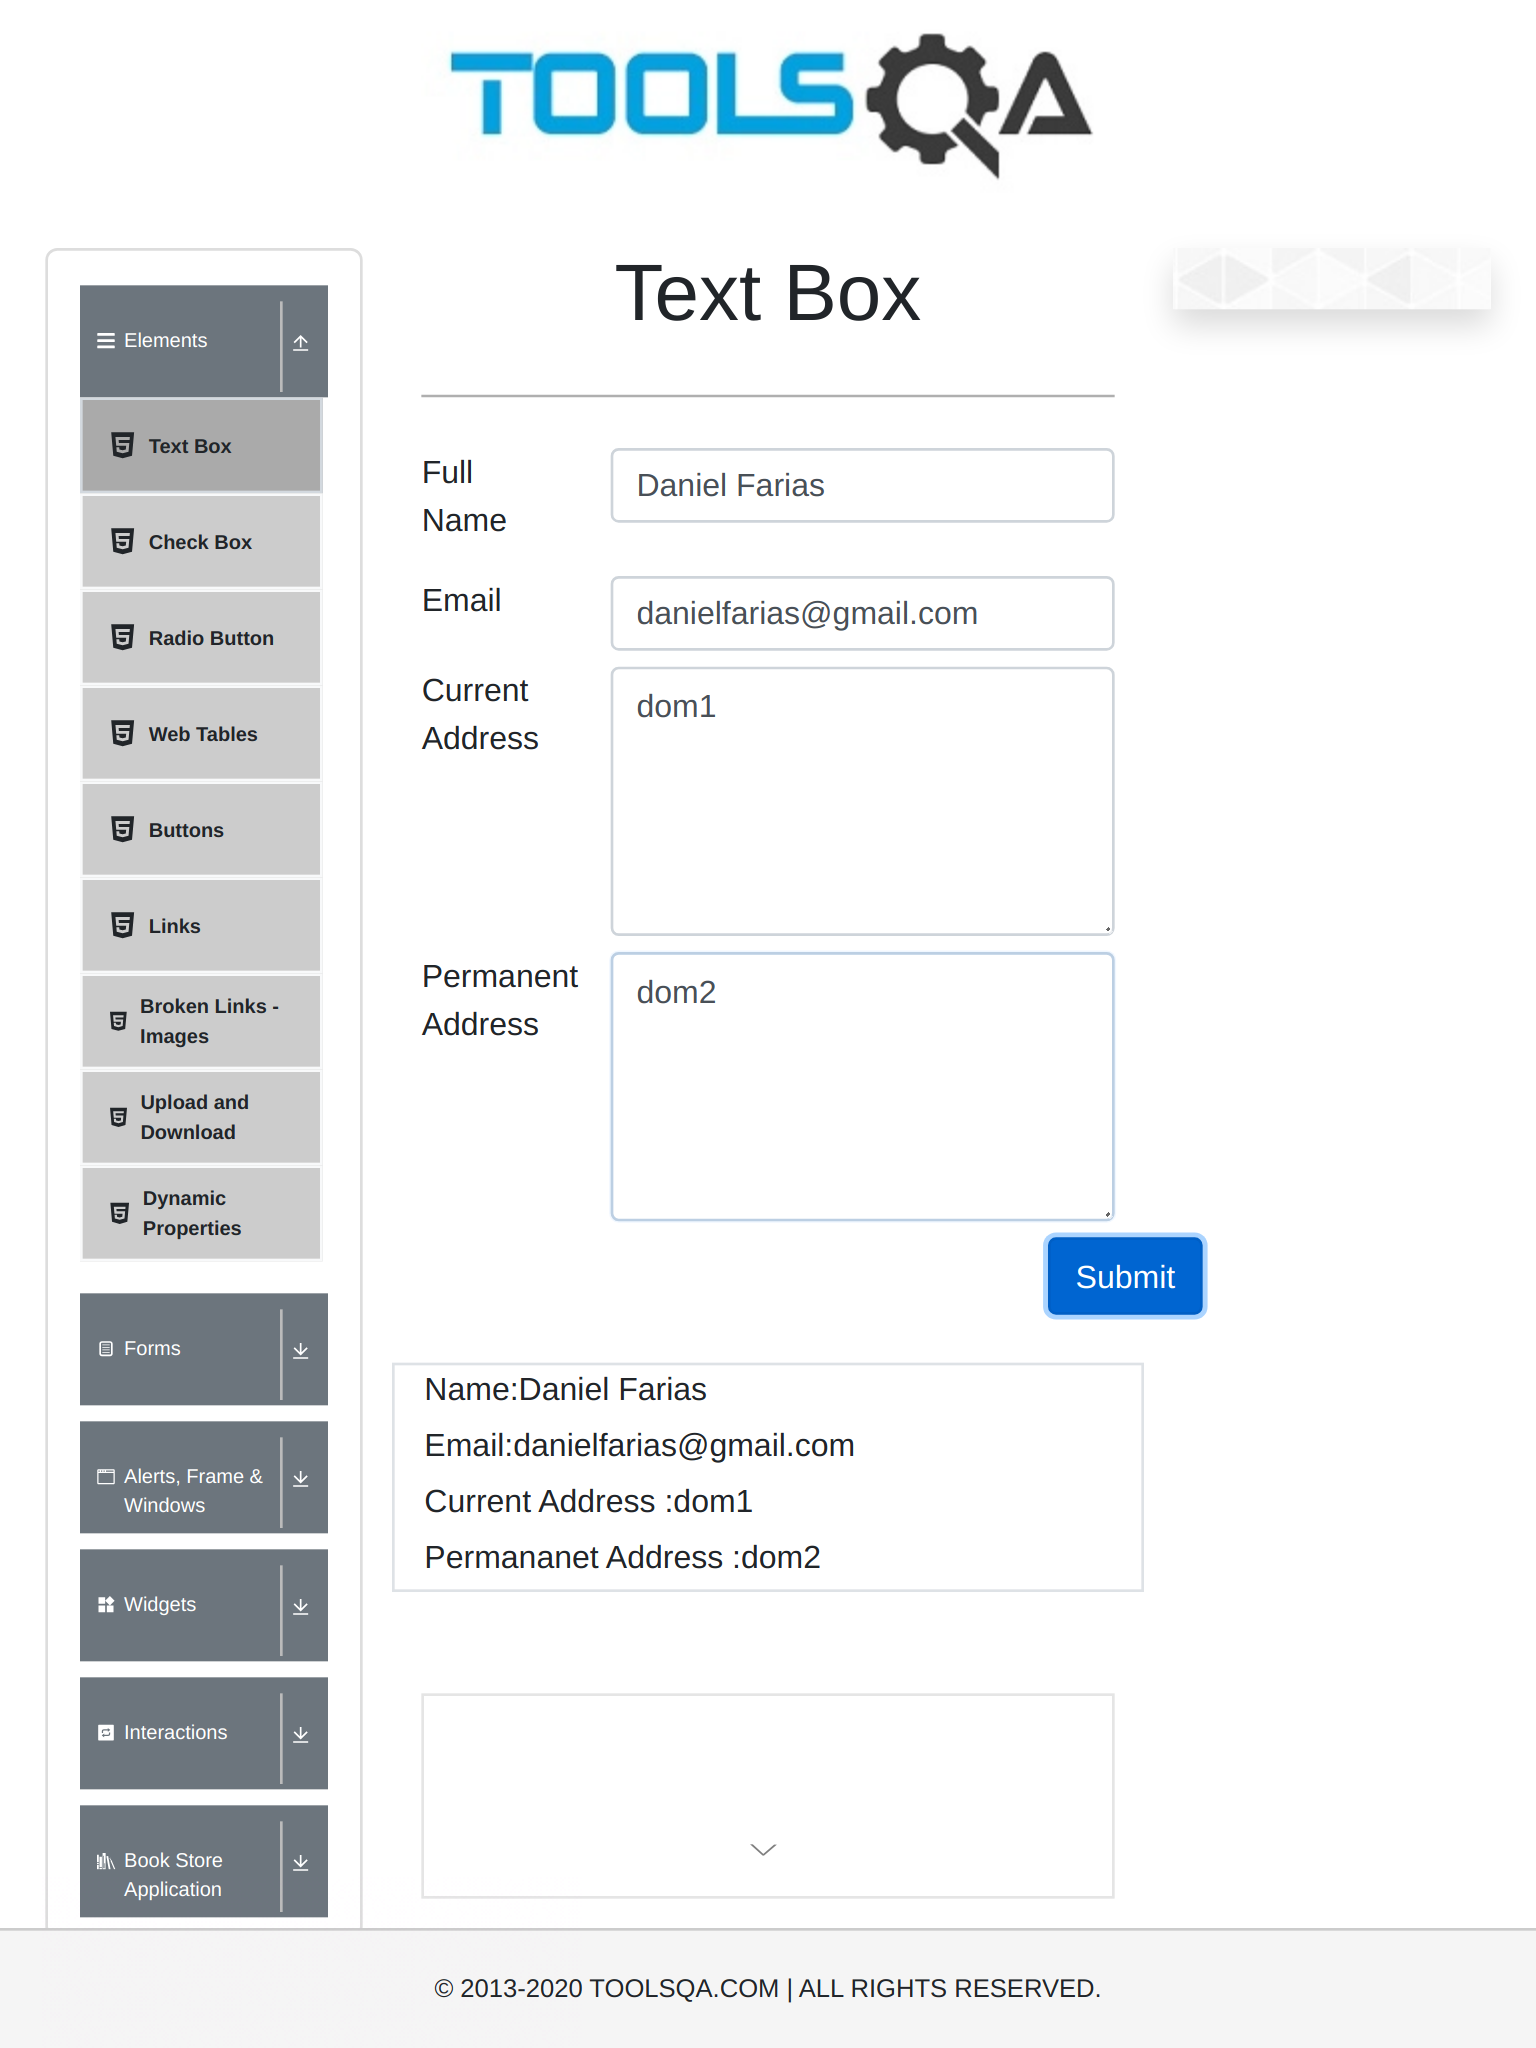 TOOLSQA
Text Box
Elements
Text Box
Check Box
Radio Button
Web Tables
Buttons
Links
Broken Links -
Images
Upload and
Download
Dynamic
Properties
Forms
Alerts, Frame &
Windows
Widgets
Interactions
Book Store
Application
Full
Name
Daniel Farias
Email
danielfarias@gmail.com
Current
Address
dom1
Permanent
Address
dom2
Submit
Name:Daniel Farias
Email:danielfarias@gmail.com
Current Address :dom1
Permananet Address :dom2
© 2013-2020 TOOLSQA.COM | ALL RIGHTS RESERVED.